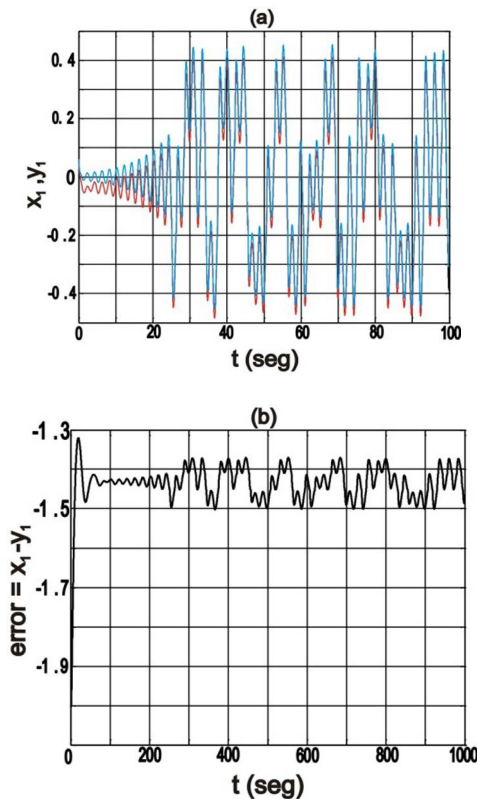 (a)
0.4
0.2
0
-0.2
-0.4
x1,y1
0 20 40 60 80 100
t (seg)
(b)
-1.3
-1.5
-1.7
-1.9
error = x1-y1
0 200 400 600 800 1000
t (seg)